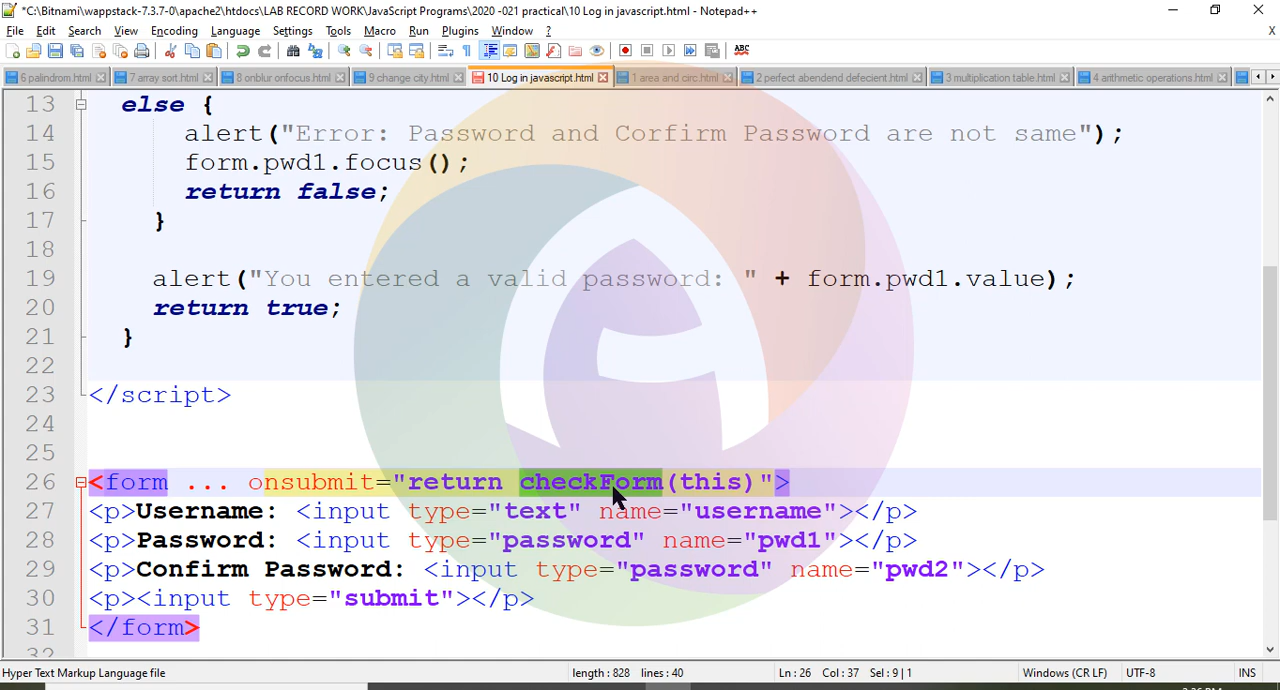 *C:\Bitnami\wappstack-7.3.7-0\apache2\htdocs\LAB RECORD WORK\JavaScript Programs\2020 -021 practical\10 Log in javascript.html - Notepad++
File Edit Search View Encoding Language Settings Tools Macro Run Plugins Window ? X
6 palindrom.html 7 array sort.html 8 onblur onfocus.html 9 change city.html 10 Log in javascript.html 1 area and circ.html 2 perfect abendend defecient.html 3 multiplication table.html 4 arithmetic operations.html
13 else {
14 alert("Error: Password and Corfirm Password are not same");
15 form.pwd1.focus();
16 return false;
17 }
18
19 alert("You entered a valid password: " + form.pwd1.value);
20 return true;
21 }
22
23 </script>
24
25
26 <form ... onsubmit="return checkForm(this)">
27 <p>Username: <input type="text" name="username"></p>
28 <p>Password: <input type="password" name="pwd1"></p>
29 <p>Confirm Password: <input type="password" name="pwd2"></p>
30 <p><input type="submit"></p>
31 </form>
32
Hyper Text Markup Language file length : 828 lines : 40 Ln : 26 Col : 37 Sel : 9 | 1 Windows (CR LF) UTF-8 INS